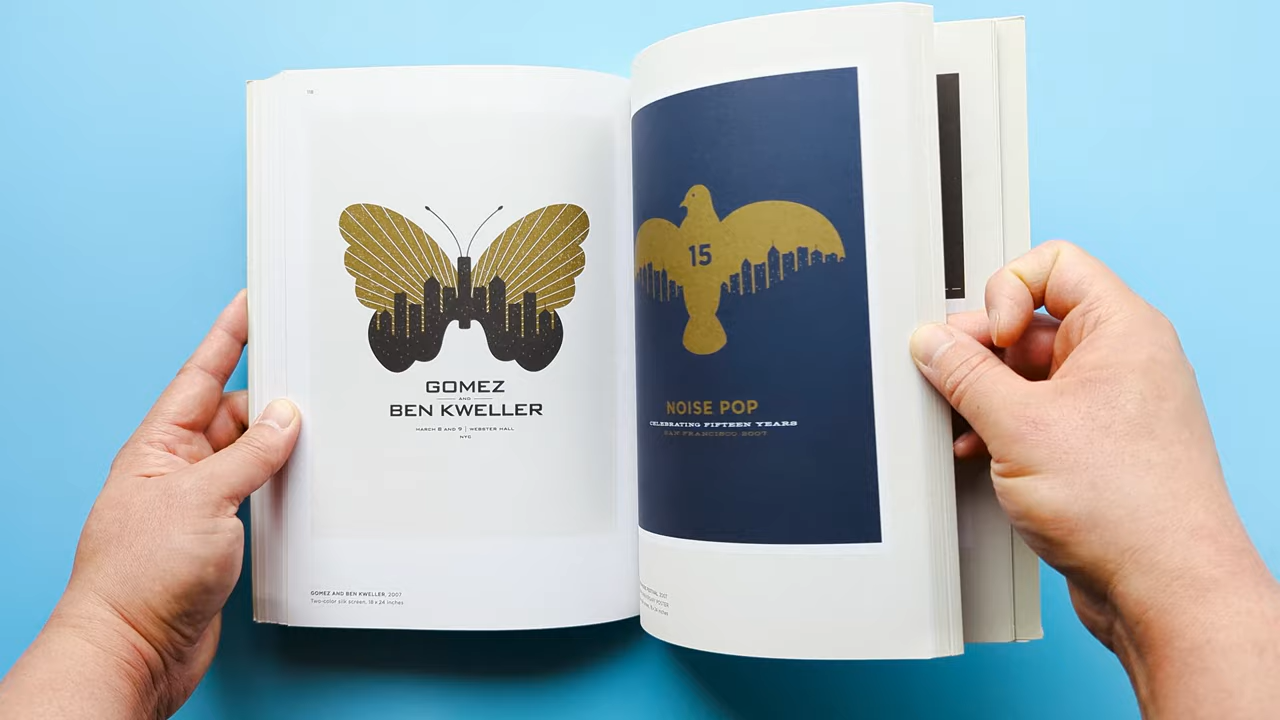 118
GOMEZ
AND
BEN KWELLER
MARCH 8 AND 9 | WEBSTER HALL
NYC
GOMEZ AND BEN KWELLER, 2007
Two-color silk screen, 18 x 24 inches
15
NOISE POP
CELEBRATING FIFTEEN YEARS
SAN FRANCISCO 2007